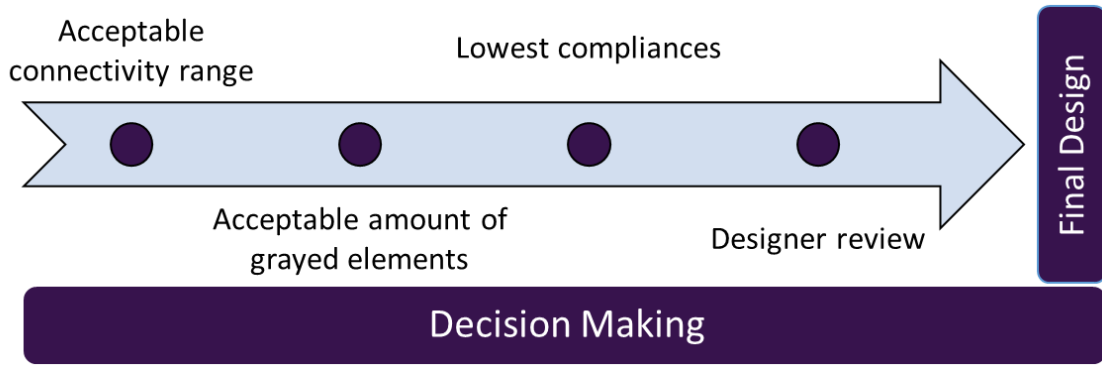 Acceptable
connectivity range
Lowest compliances
Acceptable amount of
grayed elements
Designer review
Final Design
Decision Making